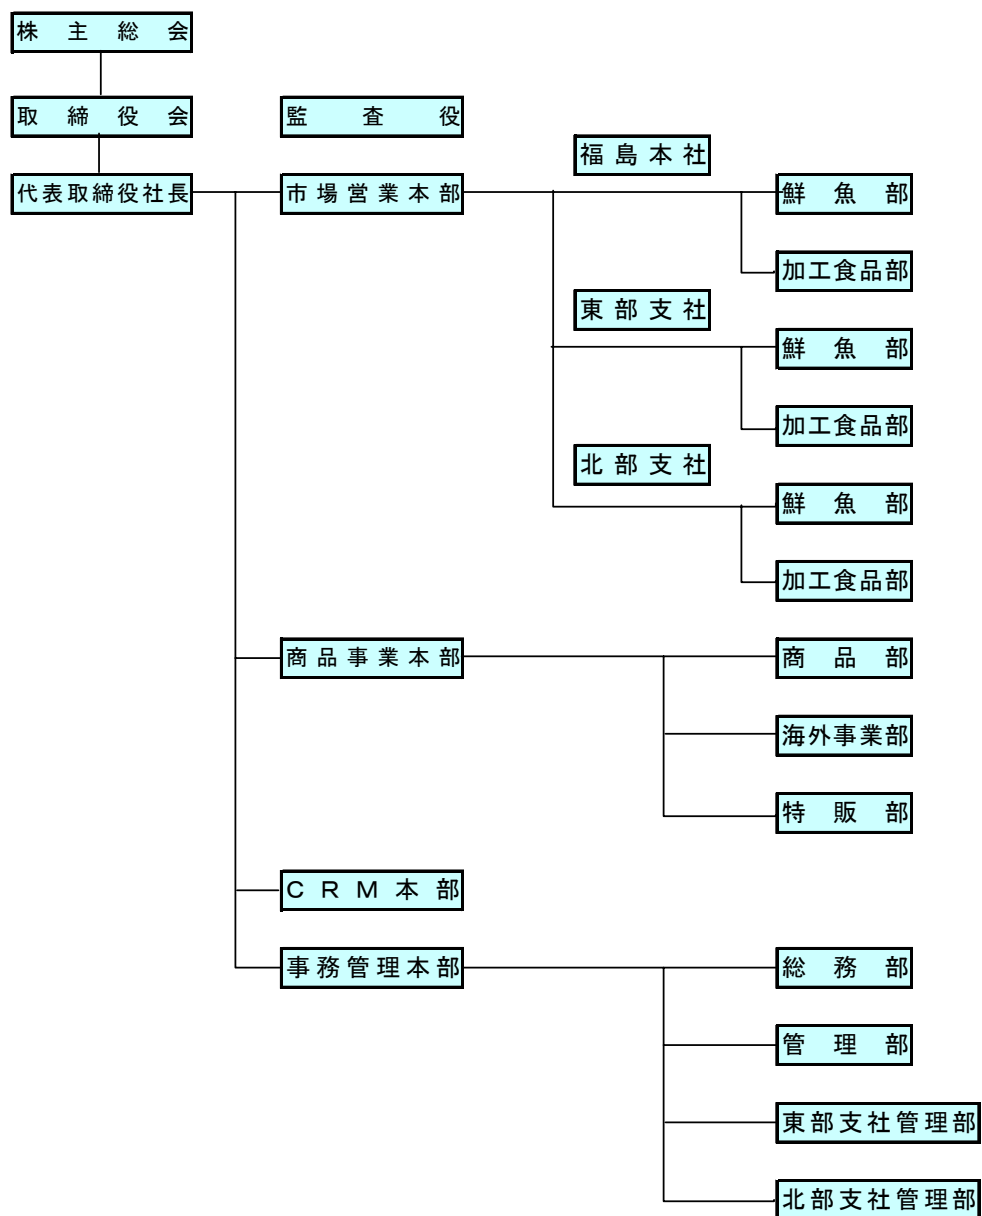 株主総会
取締役会
監査役
福島本社
代表取締役社長
市場営業本部
鮮魚部
加工食品部
東部支社
鮮魚部
加工食品部
北部支社
鮮魚部
加工食品部
商品事業本部
商品部
海外事業部
特販部
CRM本部
事務管理本部
総務部
管理部
東部支社管理部
北部支社管理部